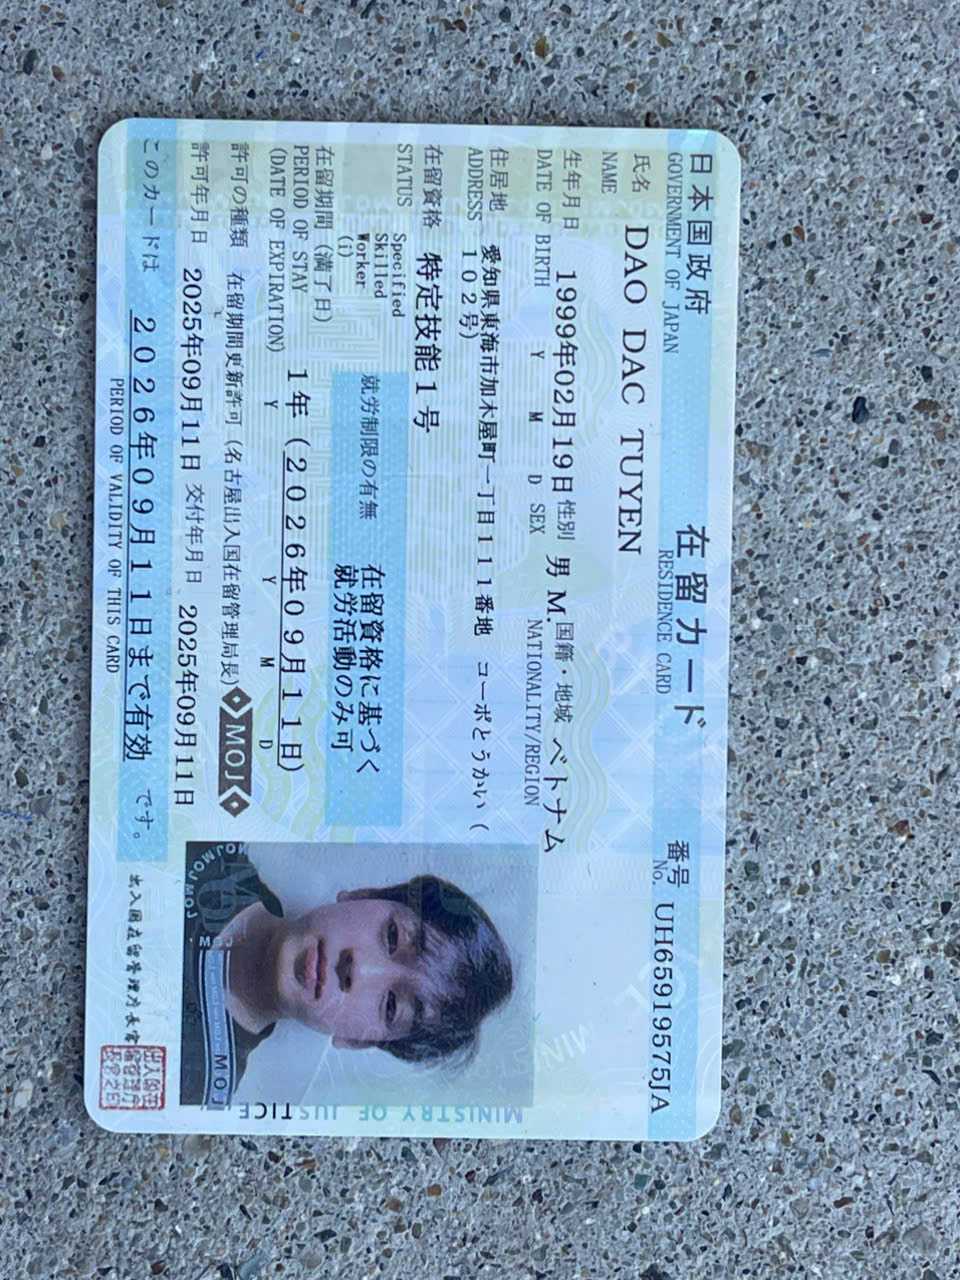 日本国政府 在留カード 番号 UH65919575JA
GOVERNMENT OF JAPAN RESIDENCE CARD No.
氏名 DAO DAC TUYEN
NAME
生年月日 1999年02月19日 性別 男 M. 国籍・地域 ベトナム
DATE OF BIRTH Y M D SEX NATIONALITY/REGION
住居地 愛知県東海市加木屋町一丁目111番地 コーポとうかい(
ADDRESS 102号)
在留資格 特定技能1号
STATUS Specified
Skilled
Worker
(i)
就労制限の有無 在留資格に基づく
就労活動のみ可
在留期間(満了日) 1年(2026年09月11日)
PERIOD OF STAY
(DATE OF EXPIRATION) Y Y M D
許可の種類 在留期間更新許可(名古屋出入国在留管理局長)
MOJ
許可年月日 2025年09月11日 交付年月日 2025年09月11日
このカードは 2026年09月11日まで有効 です。
PERIOD OF VALIDITY OF THIS CARD
出入国在留管理庁長官
MINISTRY OF JUSTICE